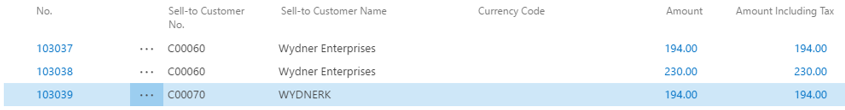 No. Sell-to Customer No. Sell-to Customer Name Currency Code Amount Amount Including Tax
103037 ... C00060 Wydner Enterprises 194.00 194.00
103038 ... C00060 Wydner Enterprises 230.00 230.00
103039 ... C00070 WYDNERK 194.00 194.00